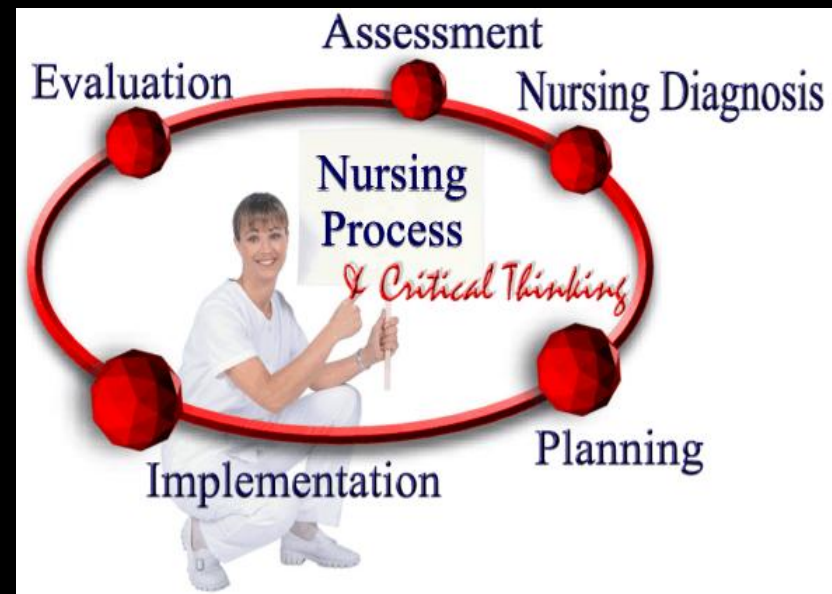 Assessment
Evaluation
Nursing Diagnosis
Nursing
Process
& Critical Thinking
Planning
Implementation